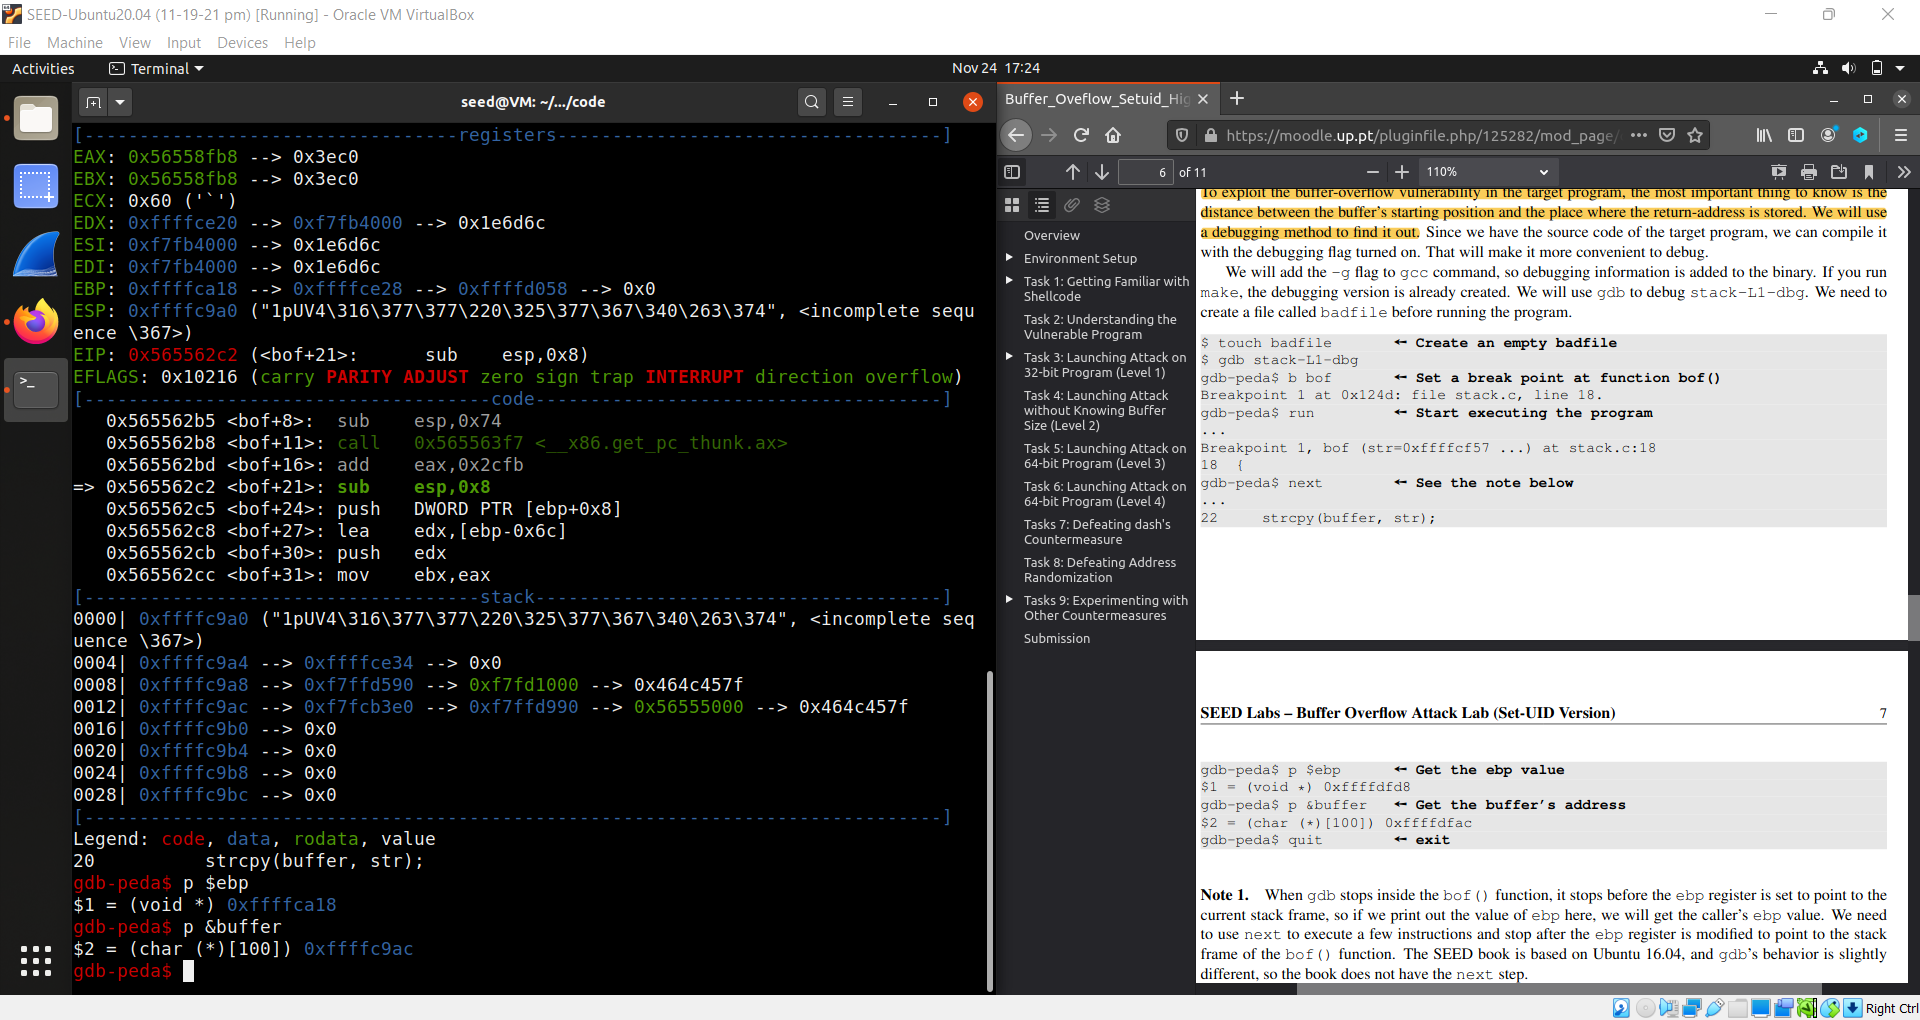 SEED-Ubuntu20.04 (11-19-21 pm) [Running] - Oracle VM VirtualBox
File Machine View Input Devices Help
Activities Terminal Nov 24 17:24
seed@VM: ~/.../code
[----------------------------------registers-----------------------------------]
EAX: 0x56558fb8 --> 0x3ec0
EBX: 0x56558fb8 --> 0x3ec0
ECX: 0x60 ('`')
EDX: 0xffffce20 --> 0xf7fb4000 --> 0x1e6d6c
ESI: 0xf7fb4000 --> 0x1e6d6c
EDI: 0xf7fb4000 --> 0x1e6d6c
EBP: 0xffffca18 --> 0xffffce28 --> 0xffffd058 --> 0x0
ESP: 0xffffc9a0 ("1pUV4\316\377\377\220\325\377\367\340\263\374", <incomplete sequ
ence \367>)
EIP: 0x565562c2 (<bof+21>: sub esp,0x8)
EFLAGS: 0x10216 (carry PARITY ADJUST zero sign trap INTERRUPT direction overflow)
[-------------------------------------code-------------------------------------]
0x565562b5 <bof+8>: sub esp,0x74
0x565562b8 <bof+11>: call 0x565563f7 <__x86.get_pc_thunk.ax>
0x565562bd <bof+16>: add eax,0x2cfb
=> 0x565562c2 <bof+21>: sub esp,0x8
0x565562c5 <bof+24>: push DWORD PTR [ebp+0x8]
0x565562c8 <bof+27>: lea edx,[ebp-0x6c]
0x565562cb <bof+30>: push edx
0x565562cc <bof+31>: mov ebx,eax
[------------------------------------stack-------------------------------------]
0000| 0xffffc9a0 ("1pUV4\316\377\377\220\325\377\367\340\263\374", <incomplete seq
uence \367>)
0004| 0xffffc9a4 --> 0xffffce34 --> 0x0
0008| 0xffffc9a8 --> 0xf7ffd590 --> 0xf7fd1000 --> 0x464c457f
0012| 0xffffc9ac --> 0xf7fcb3e0 --> 0xf7ffd990 --> 0x56555000 --> 0x464c457f
0016| 0xffffc9b0 --> 0x0
0020| 0xffffc9b4 --> 0x0
0024| 0xffffc9b8 --> 0x0
0028| 0xffffc9bc --> 0x0
[------------------------------------------------------------------------------]
Legend: code, data, rodata, value
20 strcpy(buffer, str);
gdb-peda$ p $ebp
$1 = (void *) 0xffffca18
gdb-peda$ p &buffer
$2 = (char (*)[100]) 0xffffc9ac
gdb-peda$
Buffer_Oveflow_Setuid_Hig
https://moodle.up.pt/pluginfile.php/125282/mod_page/
6 of 11 110%
Overview
Environment Setup
Task 1: Getting Familiar with
Shellcode
Task 2: Understanding the
Vulnerable Program
Task 3: Launching Attack on
32-bit Program (Level 1)
Task 4: Launching Attack
without Knowing Buffer
Size (Level 2)
Task 5: Launching Attack on
64-bit Program (Level 3)
Task 6: Launching Attack on
64-bit Program (Level 4)
Tasks 7: Defeating dash's
Countermeasure
Task 8: Defeating Address
Randomization
Tasks 9: Experimenting with
Other Countermeasures
Submission
To exploit the buffer-overflow vulnerability in the target program, the most important thing to know is the
distance between the buffer's starting position and the place where the return-address is stored. We will use
a debugging method to find it out. Since we have the source code of the target program, we can compile it
with the debugging flag turned on. That will make it more convenient to debug.
We will add the -g flag to gcc command, so debugging information is added to the binary. If you run
make, the debugging version is already created. We will use gdb to debug stack-L1-dbg. We need to
create a file called badfile before running the program.
$ touch badfile ← Create an empty badfile
$ gdb stack-L1-dbg
gdb-peda$ b bof ← Set a break point at function bof()
Breakpoint 1 at 0x124d: file stack.c, line 18.
gdb-peda$ run ← Start executing the program
...
Breakpoint 1, bof (str=0xffffcf57 ...) at stack.c:18
18 {
gdb-peda$ next ← See the note below
...
22 strcpy(buffer, str);
SEED Labs – Buffer Overflow Attack Lab (Set-UID Version) 7
gdb-peda$ p $ebp ← Get the ebp value
$1 = (void *) 0xffffdfd8
gdb-peda$ p &buffer ← Get the buffer's address
$2 = (char (*)[100]) 0xffffdfac
gdb-peda$ quit ← exit
Note 1. When gdb stops inside the bof() function, it stops before the ebp register is set to point to the
current stack frame, so if we print out the value of ebp here, we will get the caller's ebp value. We need
to use next to execute a few instructions and stop after the ebp register is modified to point to the stack
frame of the bof() function. The SEED book is based on Ubuntu 16.04, and gdb's behavior is slightly
different, so the book does not have the next step.
Right Ctrl